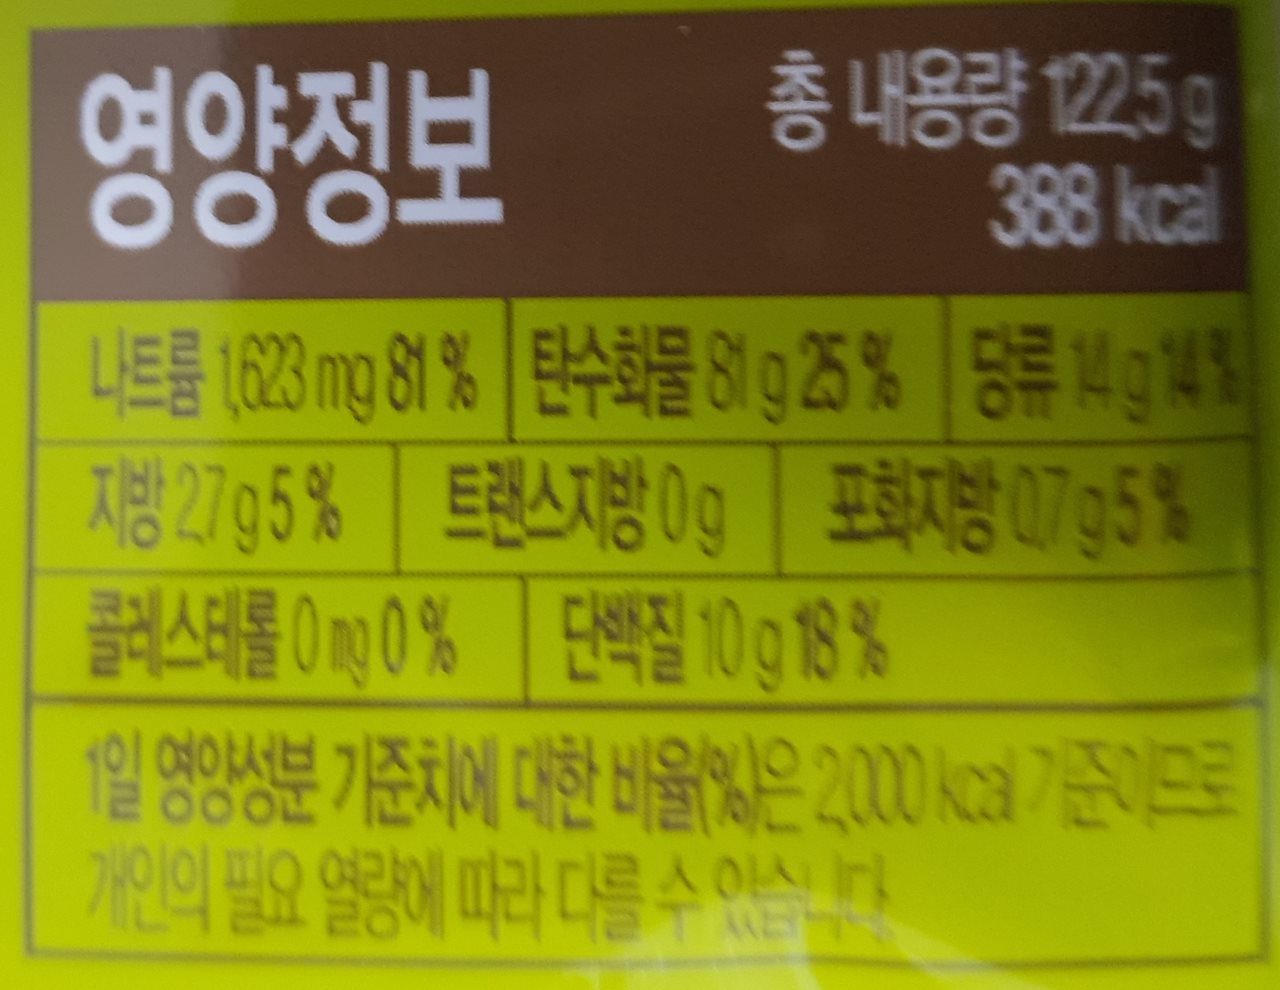 영양정보
총 내용량 122.5 g
388 kcal
나트륨 1,623 mg 81 % 탄수화물 81 g 25 % 당류 14 g 14 %
지방 2.7 g 5 % 트랜스지방 0 g 포화지방 0.7 g 5 %
콜레스테롤 0 mg 0 % 단백질 10 g 18 %
1일 영양성분 기준치에 대한 비율(%)은 2,000 kcal 기준이므로
개인의 필요 열량에 따라 다를 수 있습니다.